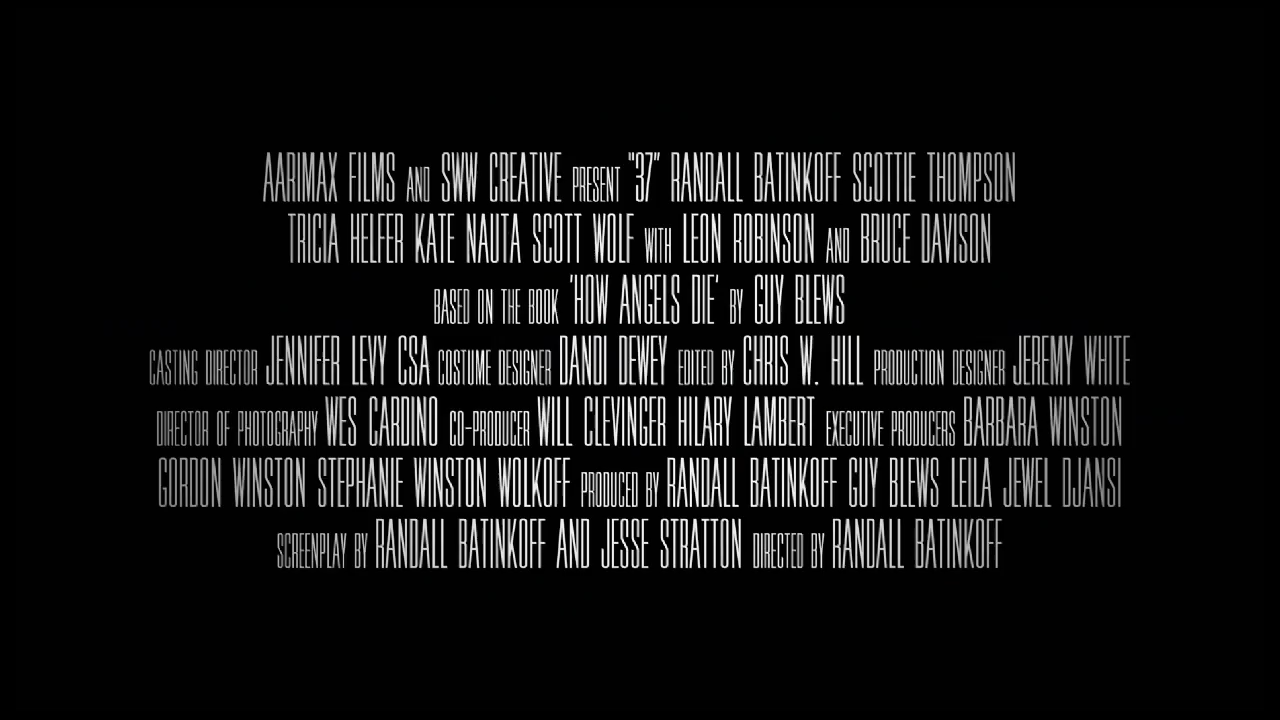 AARIMAX FILMS AND SWW CREATIVE PRESENT "37" RANDALL BATINKOFF SCOTTIE THOMPSON
TRICIA HELFER KATE NAUTA SCOTT WOLF WITH LEON ROBINSON AND BRUCE DAVISON
BASED ON THE BOOK 'HOW ANGELS DIE' BY GUY BLEWS
CASTING DIRECTOR JENNIFER LEVY CSA COSTUME DESIGNER DANDI DEWEY EDITED BY CHRIS W. HILL PRODUCTION DESIGNER JEREMY WHITE
DIRECTOR OF PHOTOGRAPHY WES CARDINO CO-PRODUCER WILL CLEVINGER HILARY LAMBERT EXECUTIVE PRODUCERS BARBARA WINSTON
GORDON WINSTON STEPHANIE WINSTON WOLKOFF PRODUCED BY RANDALL BATINKOFF GUY BLEWS LEILA JEWEL DJANSI
SCREENPLAY BY RANDALL BATINKOFF AND JESSE STRATTON DIRECTED BY RANDALL BATINKOFF